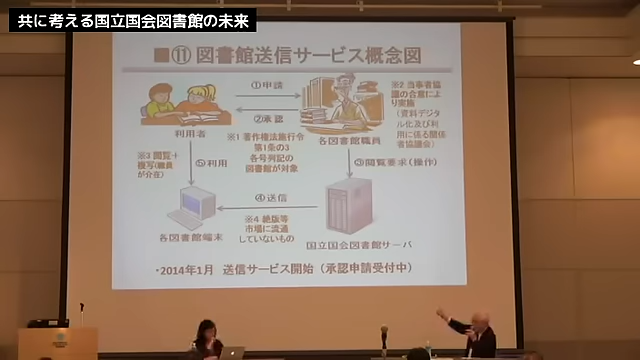 共に考える国立国会図書館の未来
■⑪図書館送信サービス概念図
①申請
②承認
利用者
各図書館職員
※2 当事者協
議の合意によ
り実施
(資料デジタ
ル化及び利
用に係る関係
者協議会)
※1 著作権法施行令
第1条の3
各号列記の
図書館が対象
※3 閲覧+
複写(職員
が介在)
⑤利用
③閲覧要求(操作)
④送信
※4 絶版等
市場に流通
していないもの
各図書館端末
国立国会図書館サーバ
・2014年1月 送信サービス開始(承認申請受付中)